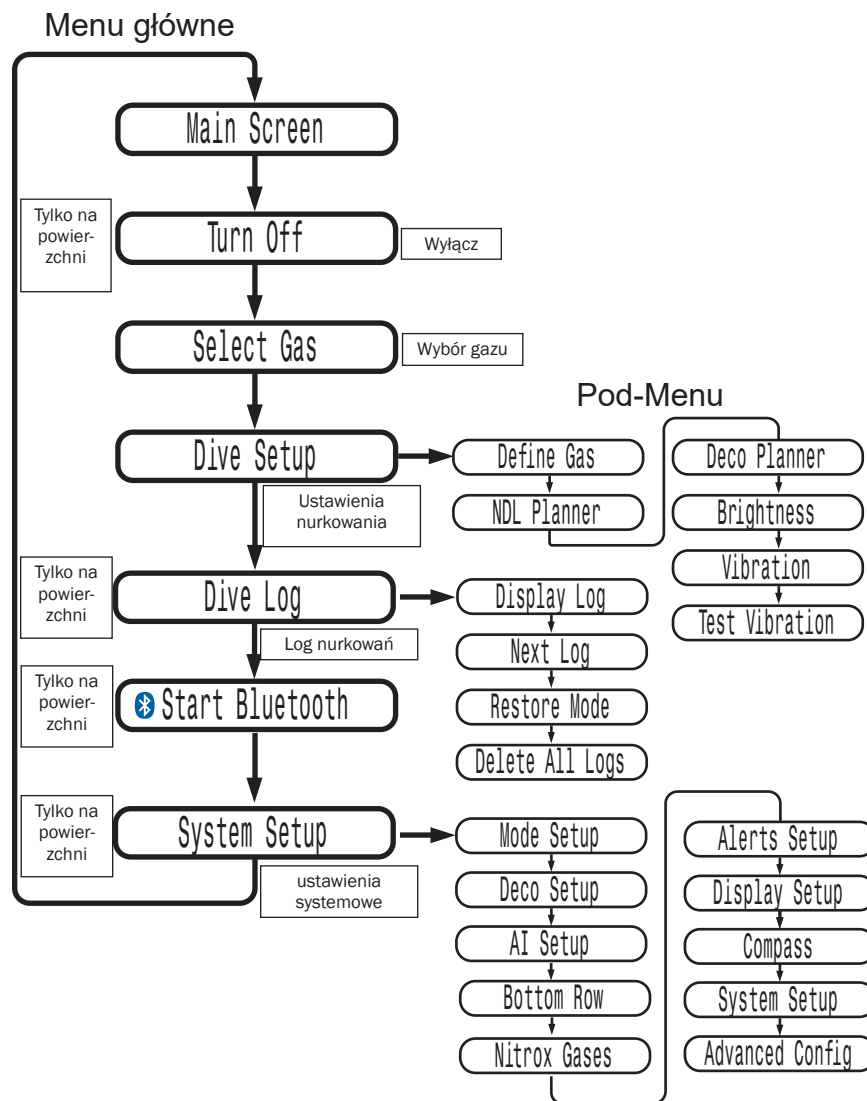 Menu główne
Main Screen
Tylko na
powier-
zchni
Turn Off
Wyłącz
Select Gas
Wybór gazu
Pod-Menu
Dive Setup
Ustawienia
nurkowania
Define Gas
NDL Planner
Deco Planner
Brightness
Vibration
Test Vibration
Tylko na
powier-
zchni
Dive Log
Log nurkowań
Display Log
Next Log
Restore Mode
Delete All Logs
Tylko na
powier-
zchni
Start Bluetooth
Tylko na
powier-
zchni
System Setup
ustawienia
systemowe
Mode Setup
Deco Setup
AI Setup
Bottom Row
Nitrox Gases
Alerts Setup
Display Setup
Compass
System Setup
Advanced Config